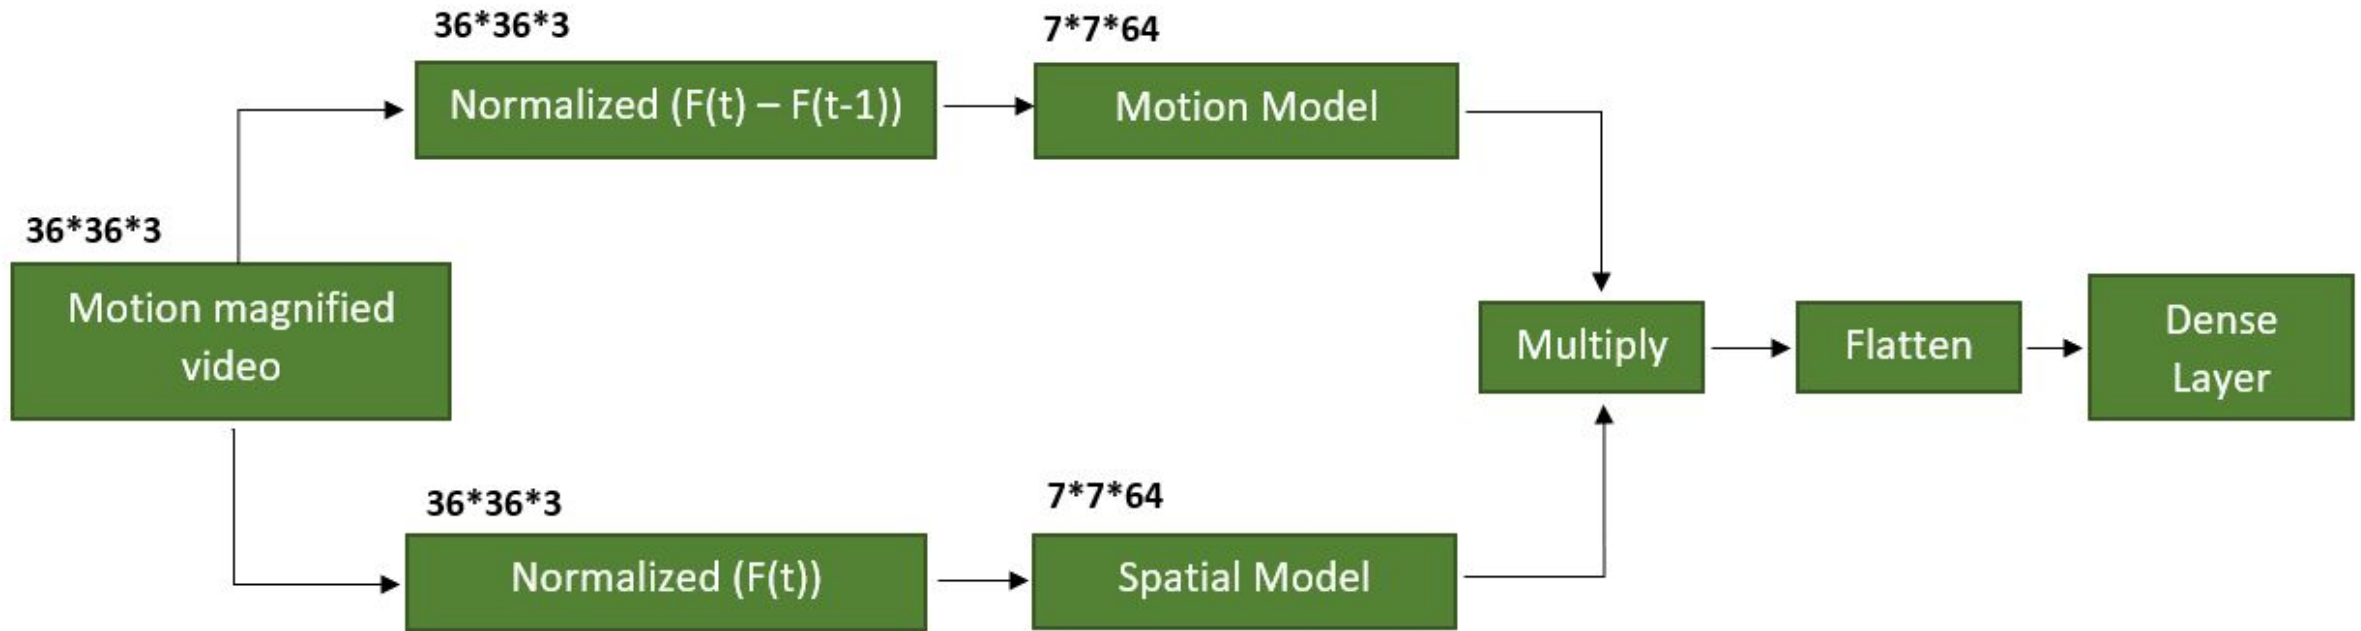 36*36*3
Normalized (F(t) – F(t-1))
7*7*64
Motion Model
36*36*3
Motion magnified
video
Multiply
Flatten
Dense
Layer
36*36*3
Normalized (F(t))
7*7*64
Spatial Model